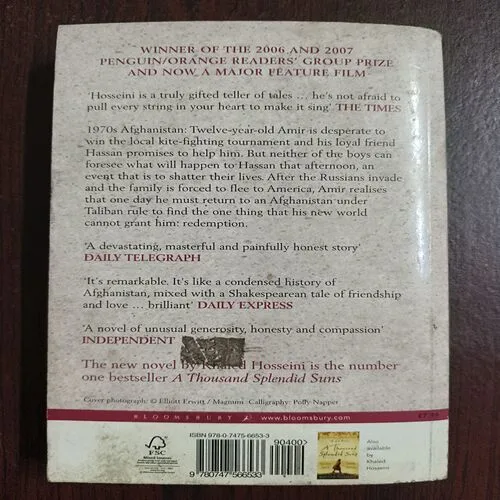 WINNER OF THE 2006 AND 2007
PENGUIN/ORANGE READERS' GROUP PRIZE
AND NOW A MAJOR FEATURE FILM
'Hosseini is a truly gifted teller of tales ... he's not afraid to
pull every string in your heart to make it sing' THE TIMES
1970s Afghanistan: Twelve-year-old Amir is desperate to
win the local kite-fighting tournament and his loyal friend
Hassan promises to help him. But neither of the boys can
foresee what will happen to Hassan that afternoon, an
event that is to shatter their lives. After the Russians invade
and the family is forced to flee to America, Amir realises
that one day he must return to an Afghanistan under
Taliban rule to find the one thing that his new world
cannot grant him: redemption.
'A devastating, masterful and painfully honest story'
DAILY TELEGRAPH
'It's remarkable. It's like a condensed history of
Afghanistan, mixed with a Shakespearean tale of friendship
and love ... brilliant' DAILY EXPRESS
'A novel of unusual generosity, honesty and compassion'
INDEPENDENT
The new novel by Khaled Hosseini is the number
one bestseller A Thousand Splendid Suns
Cover photograph: © Elliott Erwitt / Magnum Calligraphy: Polly Napper
BLOOMSBURY www.bloomsbury.com £7.99
ISBN 978-0-7475-6653-3
90400
9 780747 566533
FSC
A Thousand
Splendid Suns
Also
available
by
Khaled
Hosseini